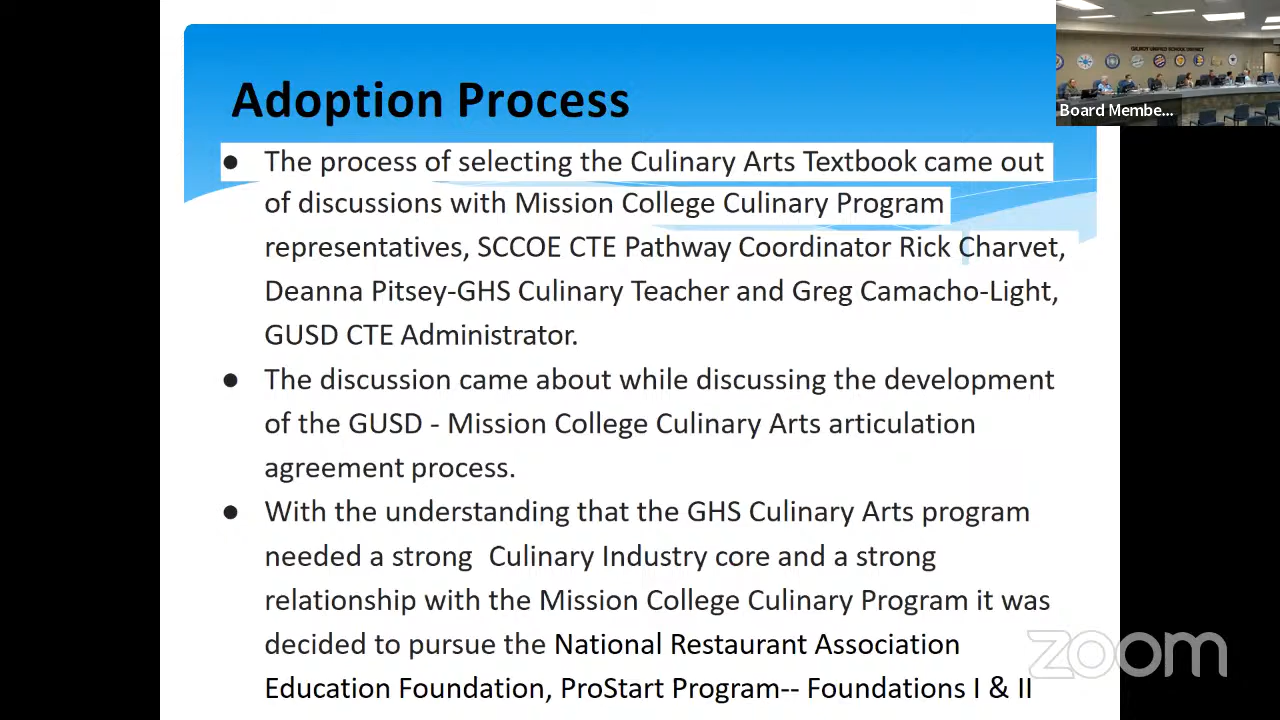 GILROY UNIFIED SCHOOL DISTRICT
Board Membe...
Adoption Process
● The process of selecting the Culinary Arts Textbook came out
of discussions with Mission College Culinary Program
representatives, SCCOE CTE Pathway Coordinator Rick Charvet,
Deanna Pitsey-GHS Culinary Teacher and Greg Camacho-Light,
GUSD CTE Administrator.
● The discussion came about while discussing the development
of the GUSD - Mission College Culinary Arts articulation
agreement process.
● With the understanding that the GHS Culinary Arts program
needed a strong  Culinary Industry core and a strong
relationship with the Mission College Culinary Program it was
decided to pursue the National Restaurant Association
Education Foundation, ProStart Program-- Foundations I & II
zoom